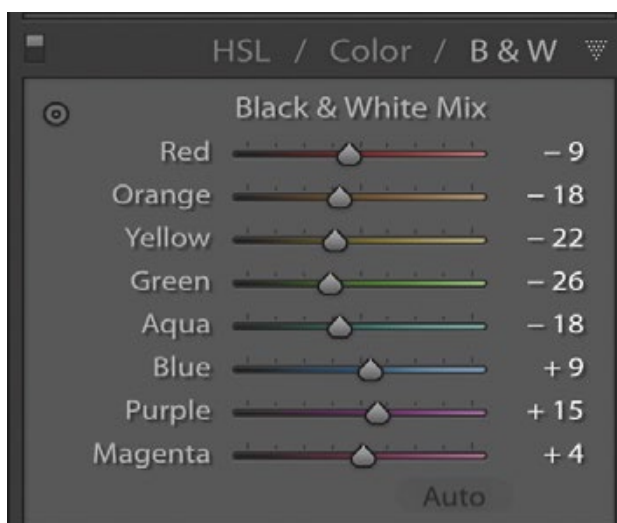 HSL / Color / B & W
Black & White Mix
Red – 9
Orange – 18
Yellow – 22
Green – 26
Aqua – 18
Blue + 9
Purple + 15
Magenta + 4
Auto